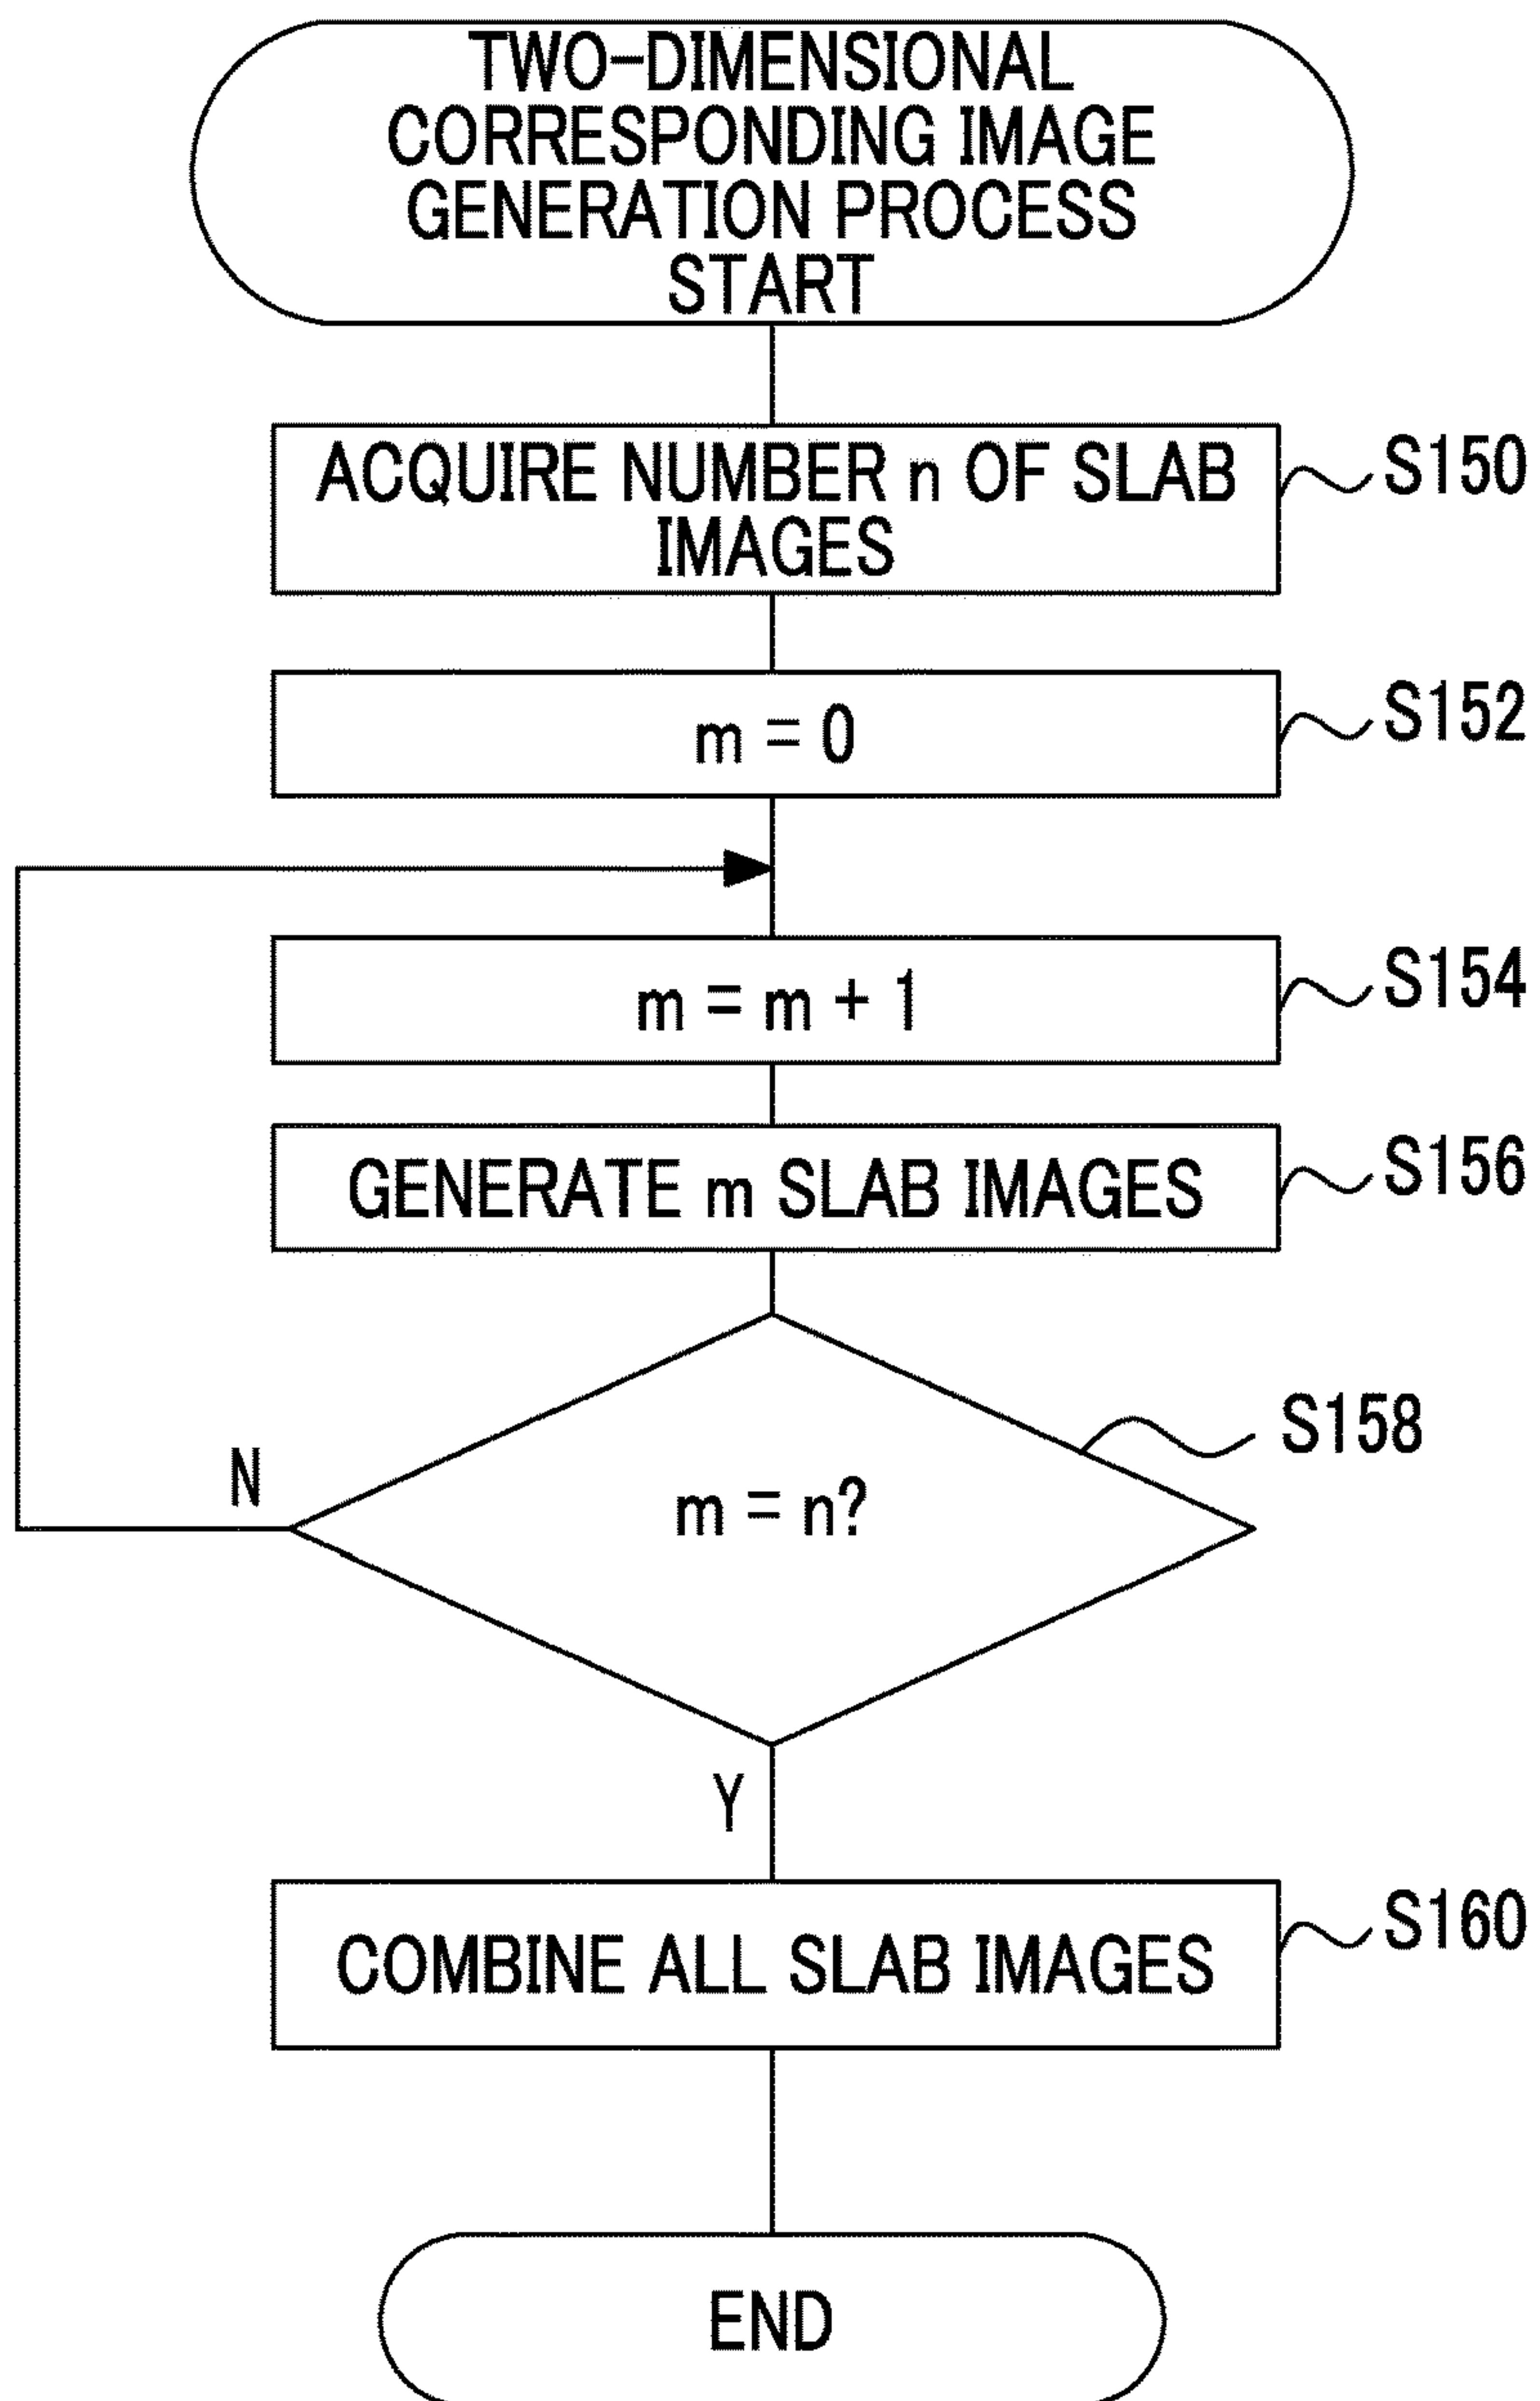 TWO-DIMENSIONAL
CORRESPONDING IMAGE
GENERATION PROCESS
START
ACQUIRE NUMBER n OF SLAB
IMAGES
S150
m = 0
S152
m = m + 1
S154
GENERATE m SLAB IMAGES
S156
m = n?
S158
N
Y
COMBINE ALL SLAB IMAGES
S160
END